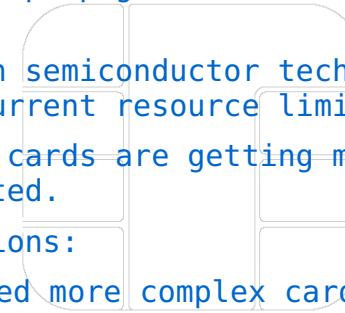 semiconductor tech
urrent resource limi
cards are getting m
ted.
ions:
ed more complex card